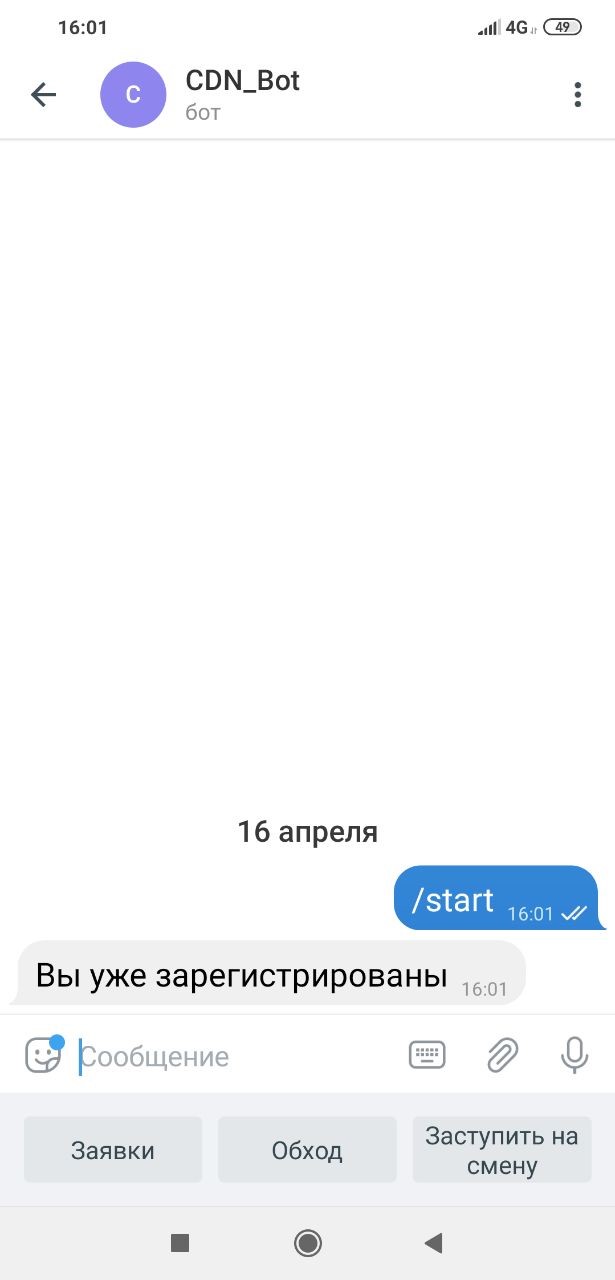 16:01 4G 49
C
CDN_Bot
бот
16 апреля
/start 16:01
Вы уже зарегистрированы 16:01
Сообщение
Заявки
Обход
Заступить на
смену